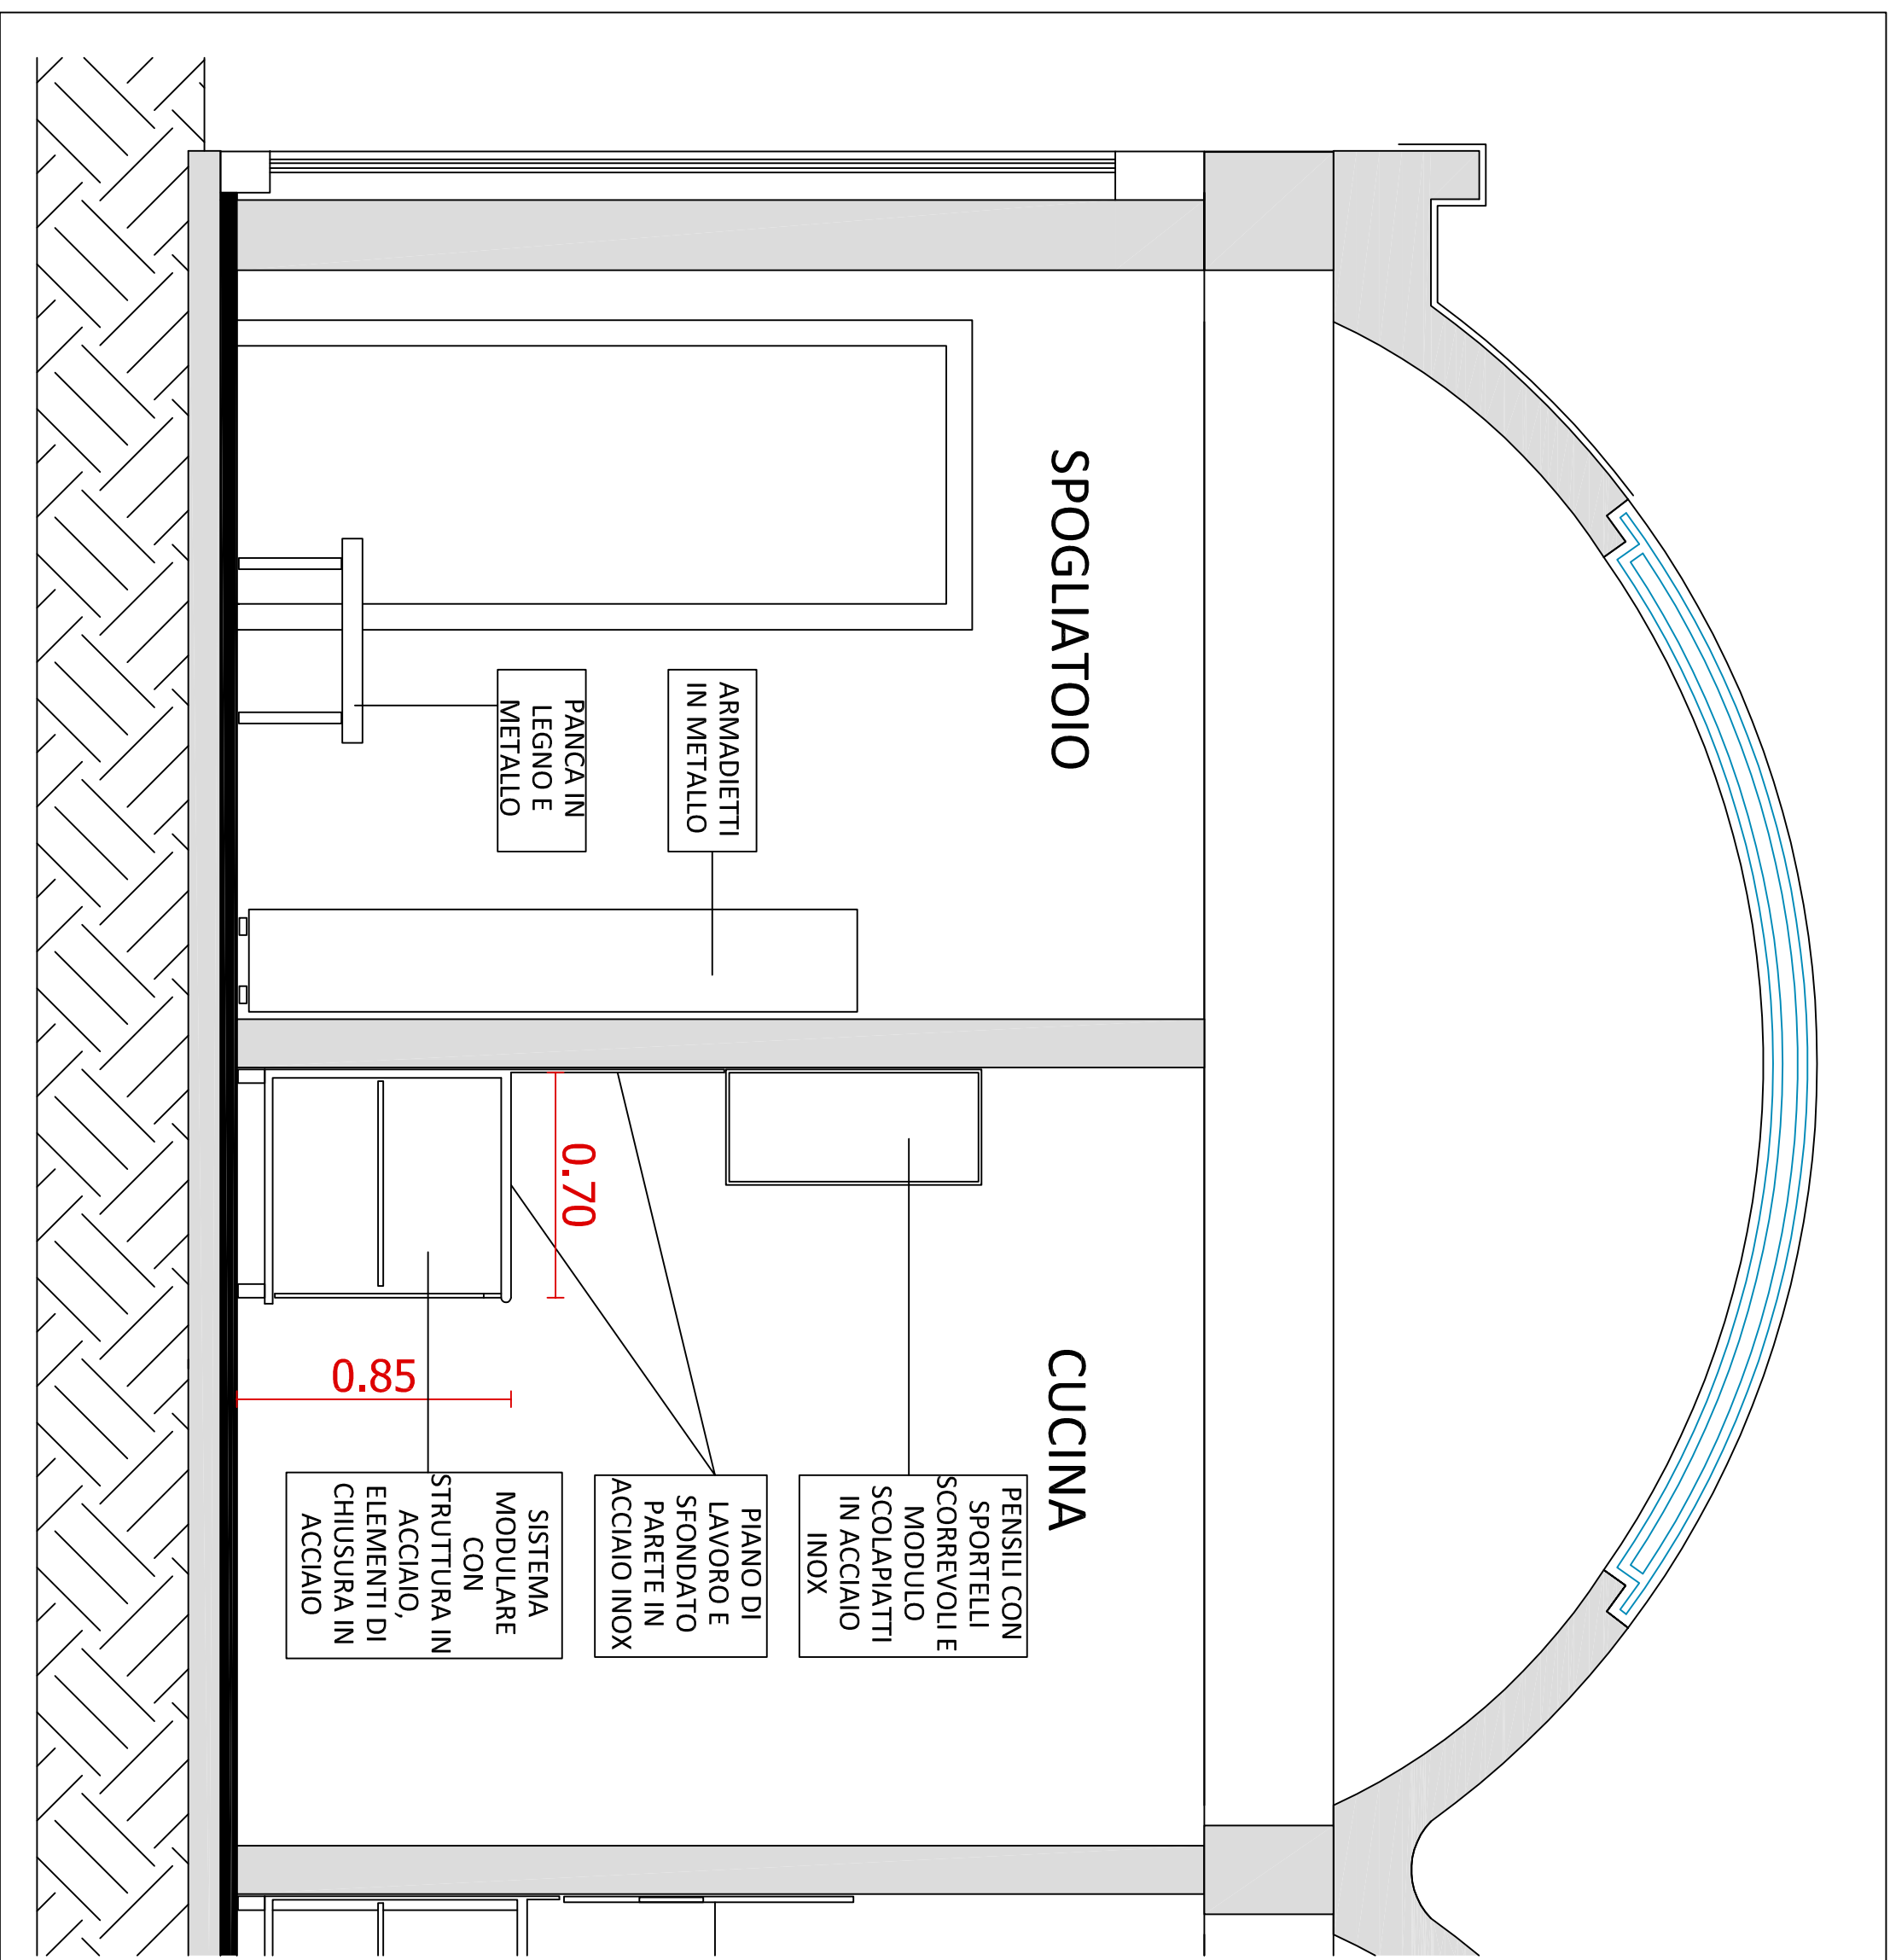 SPOGLIATOIO
ARMADIETTI
IN METALLO
PANCA IN
LEGNO E
METALLO
CUCINA
PENSILI CON
SPORTELLI
SCORREVOLI E
MODULO
SCOLAPIATTI
IN ACCIAIO
INOX
PIANO DI
LAVORO E
SFONDATO
PARETE IN
ACCIAIO INOX
0.70
0.85
SISTEMA
MODULARE
CON
STRUTTURA IN
ACCIAIO,
ELEMENTI DI
CHIUSURA IN
ACCIAIO